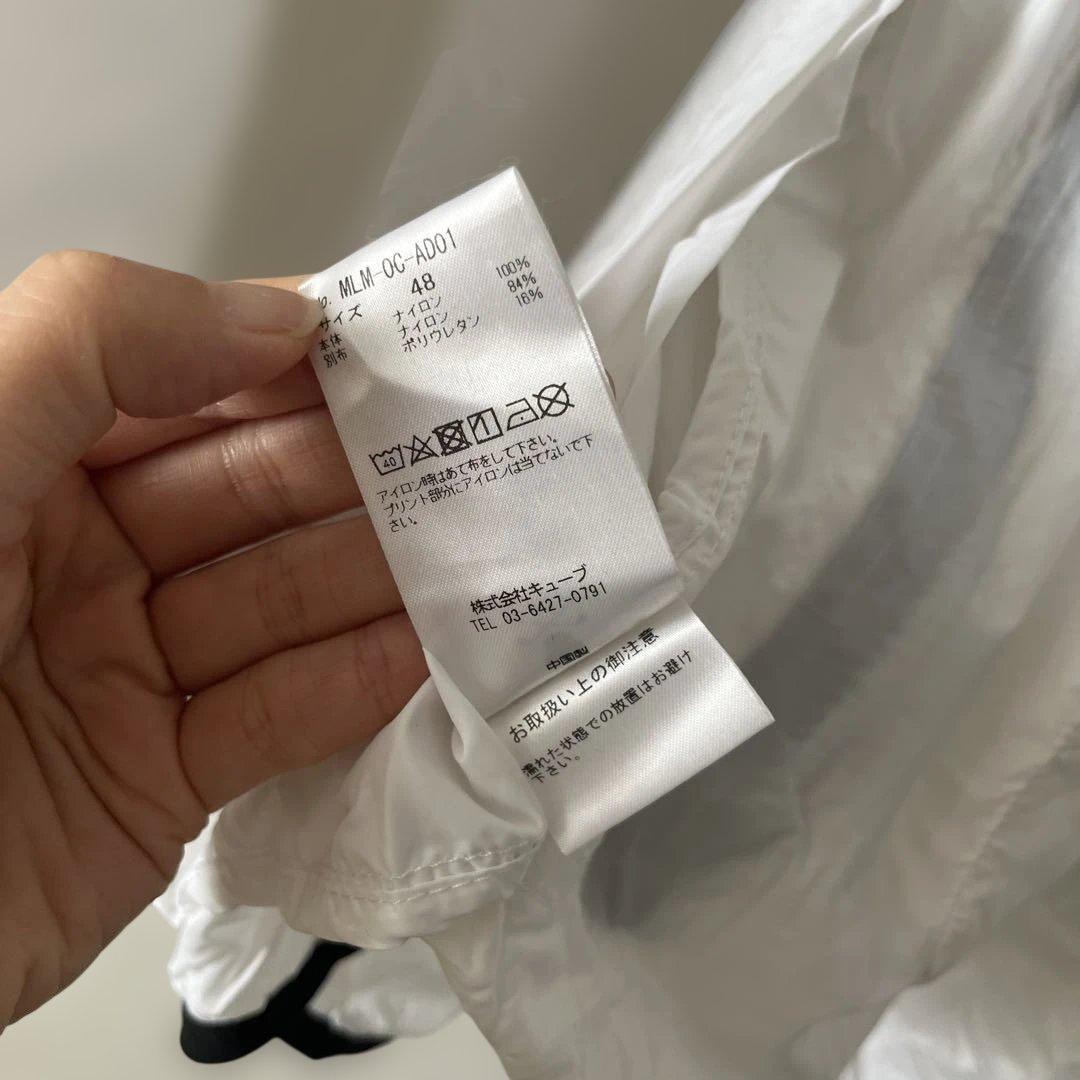 No. MLM-OC-AD01
サイズ 48
本体 ナイロン 100%
別布 ナイロン 84%
ポリウレタン 16%
40
アイロン時はあて布をして下さい。
プリント部分にアイロンは当てないで下
さい。
株式会社キューブ
TEL 03-6427-0791
中国製
お取扱い上の御注意
濡れた状態での放置はお避け
下さい。